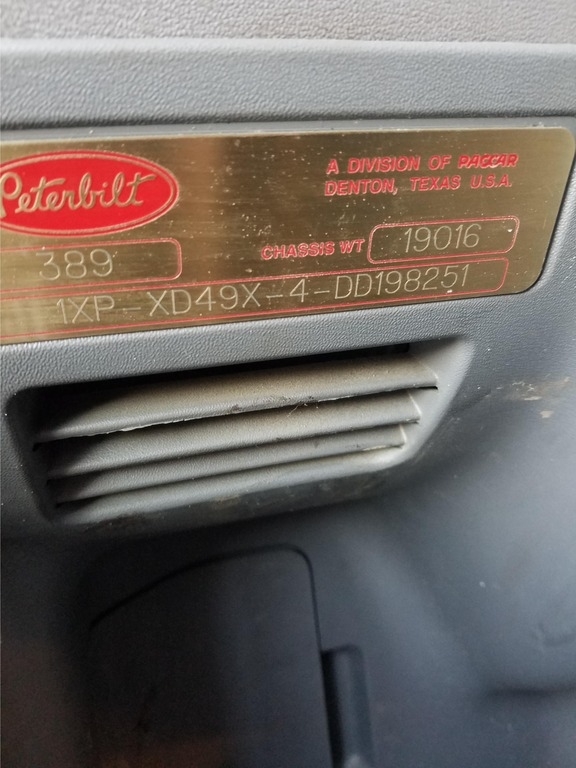 Peterbilt
A DIVISION OF PACCAR
DENTON, TEXAS U.S.A.
389
CHASSIS WT 19016
1XP-XD49X-4-DD198251